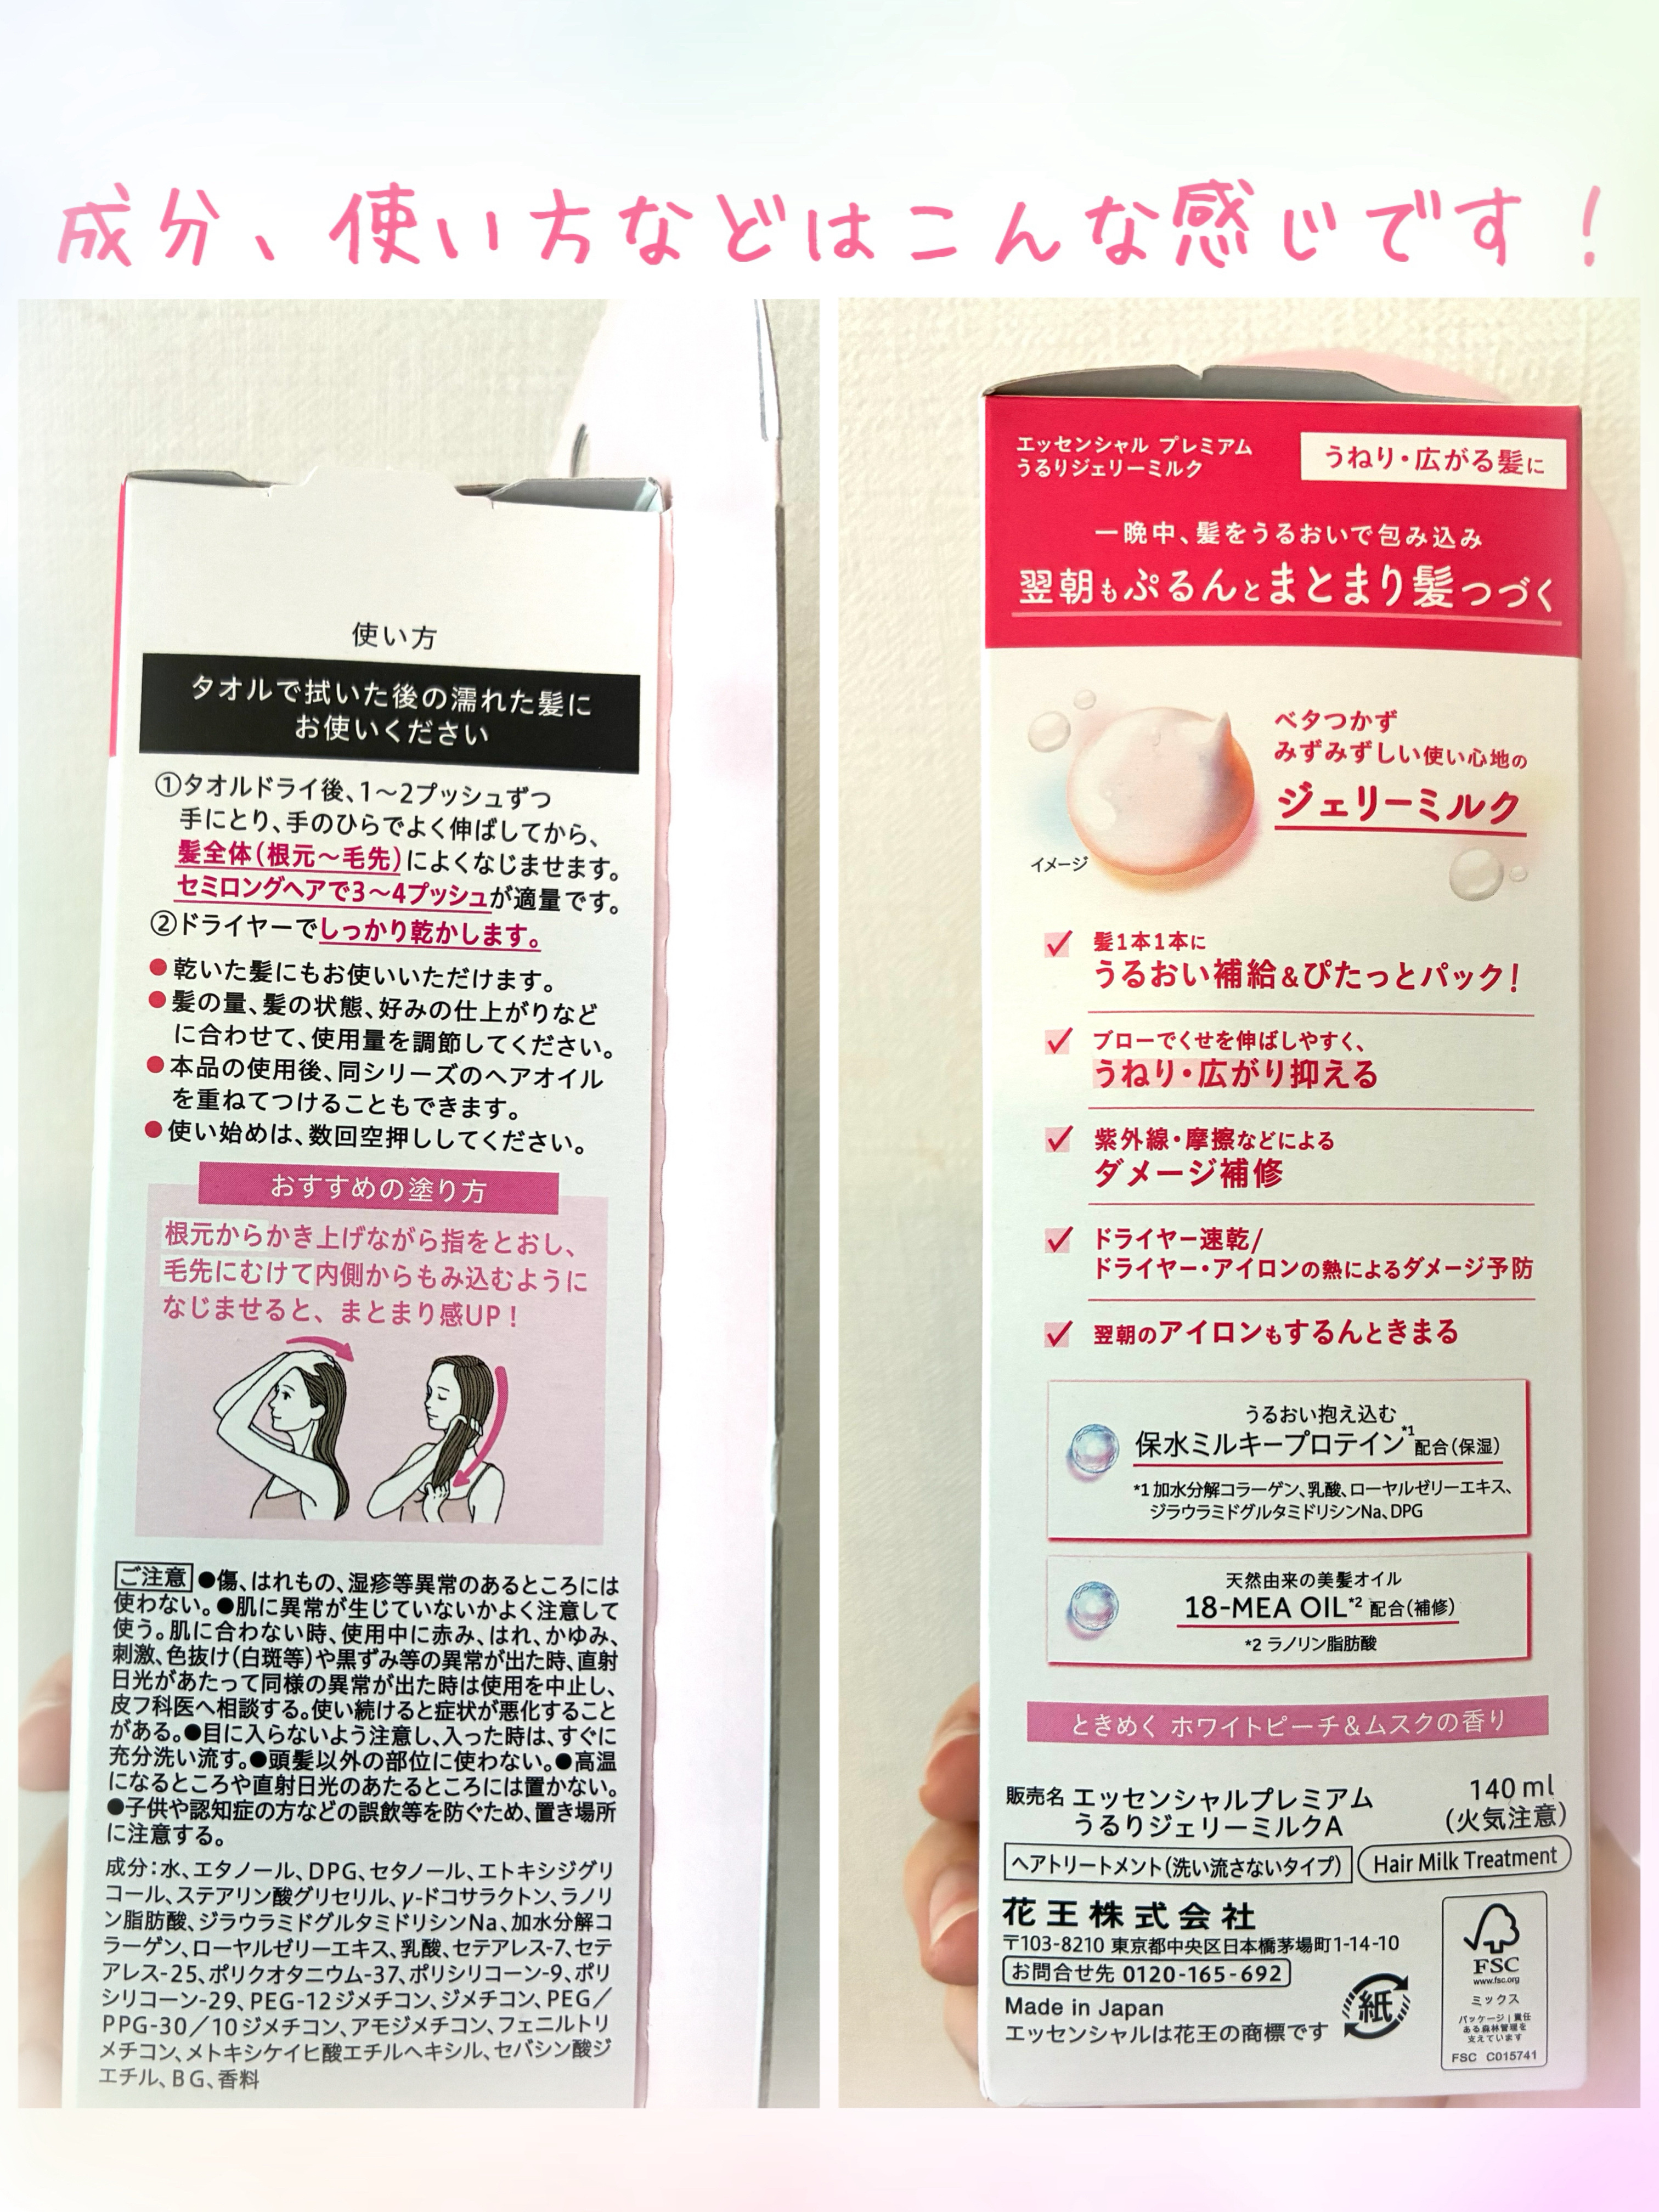 成分、使い方などはこんな感じです！
使い方
タオルで拭いた後の濡れた髪に
お使いください
①タオルドライ後、1～2プッシュずつ
手にとり、手のひらでよく伸ばしてから、
髪全体(根元～毛先)によくなじませます。
セミロングヘアで3～4プッシュが適量です。
②ドライヤーでしっかり乾かします。
●乾いた髪にもお使いいただけます。
●髪の量、髪の状態、好みの仕上がりなど
に合わせて、使用量を調節してください。
●本品の使用後、同シリーズのヘアオイル
を重ねてつけることもできます。
●使い始めは、数回空押ししてください。
おすすめの塗り方
根元からかき上げながら指をとおし、
毛先にむけて内側からもみ込むように
なじませると、まとまり感UP！
ご注意 ●傷、はれもの、湿疹等異常のあるところには
使わない。●肌に異常が生じていないかよく注意して
使う。肌に合わない時、使用中に赤み、はれ、かゆみ、
刺激、色抜け(白斑等)や黒ずみ等の異常が出た時、直射
日光があたって同様の異常が出た時は使用を中止し、
皮フ科医へ相談する。使い続けると症状が悪化すること
がある。●目に入らないよう注意し、入った時は、すぐに
充分洗い流す。●頭髪以外の部位に使わない。●高温
になるところや直射日光のあたるところには置かない。
●子供や認知症の方などの誤飲等を防ぐため、置き場所
に注意する。
成分：水、エタノール、DPG、セタノール、エトキシジグリ
コール、ステアリン酸グリセリル、γ-ドコサラクトン、ラノリ
ン脂肪酸、ジラウラミドグルタミドリシンNa、加水分解コ
ラーゲン、ローヤルゼリーエキス、乳酸、セテアレス-7、セテ
アレス-25、ポリクオタニウム-37、ポリシリコーン-9、ポリ
シリコーン-29、PEG-12ジメチコン、ジメチコン、PEG／
PPG-30／10ジメチコン、アモジメチコン、フェニルトリ
メチコン、メトキシケイヒ酸エチルヘキシル、セバシン酸ジ
エチル、BG、香料
エッセンシャル プレミアム
うるりジェリーミルク
うねり・広がる髪に
一晩中、髪をうるおいで包み込み
翌朝もぷるんとまとまり髪つづく
ベタつかず
みずみずしい使い心地の
ジェリーミルク
イメージ
髪1本1本に
うるおい補給&ぴたっとパック！
ブローでくせを伸ばしやすく、
うねり・広がり抑える
紫外線・摩擦などによる
ダメージ補修
ドライヤー速乾/
ドライヤー・アイロンの熱によるダメージ予防
翌朝のアイロンもするんときまる
うるおい抱え込む
保水ミルキープロテイン*1配合(保湿)
*1 加水分解コラーゲン、乳酸、ローヤルゼリーエキス、
ジラウラミドグルタミドリシンNa、DPG
天然由来の美髪オイル
18-MEA OIL*2 配合(補修)
*2 ラノリン脂肪酸
ときめく ホワイトピーチ&ムスクの香り
販売名 エッセンシャルプレミアム
うるりジェリーミルクA
140 ml
(火気注意)
ヘアトリートメント(洗い流さないタイプ)
Hair Milk Treatment
花王株式会社
〒103-8210 東京都中央区日本橋茅場町1-14-10
お問合せ先 0120-165-692
Made in Japan
エッセンシャルは花王の商標です
紙
FSC
www.fsc.org
ミックス
パッケージ｜責任
ある森林管理を
支えています
FSC C015741